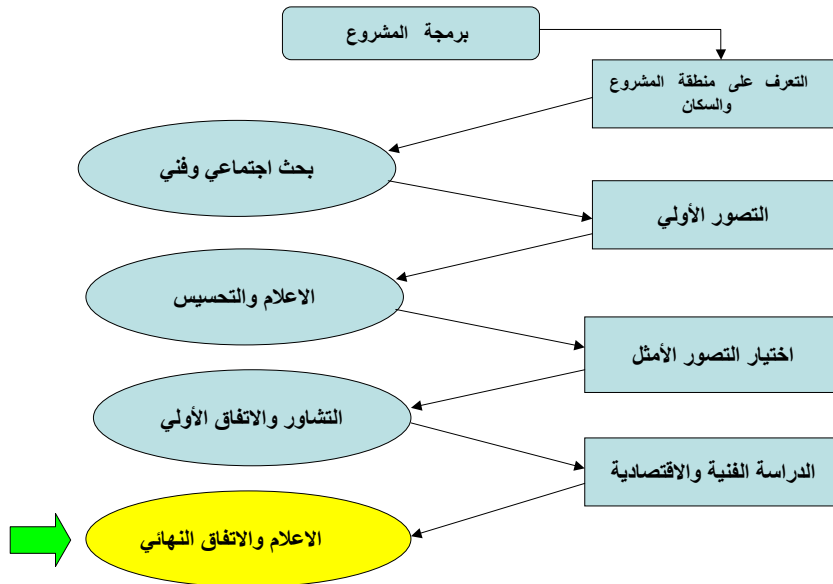 برمجة المشروع
التعرف على منطقة المشروع
والسكان
بحث اجتماعي وفني
التصور الأولي
الاعلام والتحسيس
اختيار التصور الأمثل
التشاور والاتفاق الأولي
الدراسة الفنية والاقتصادية
الاعلام والاتفاق النهائي